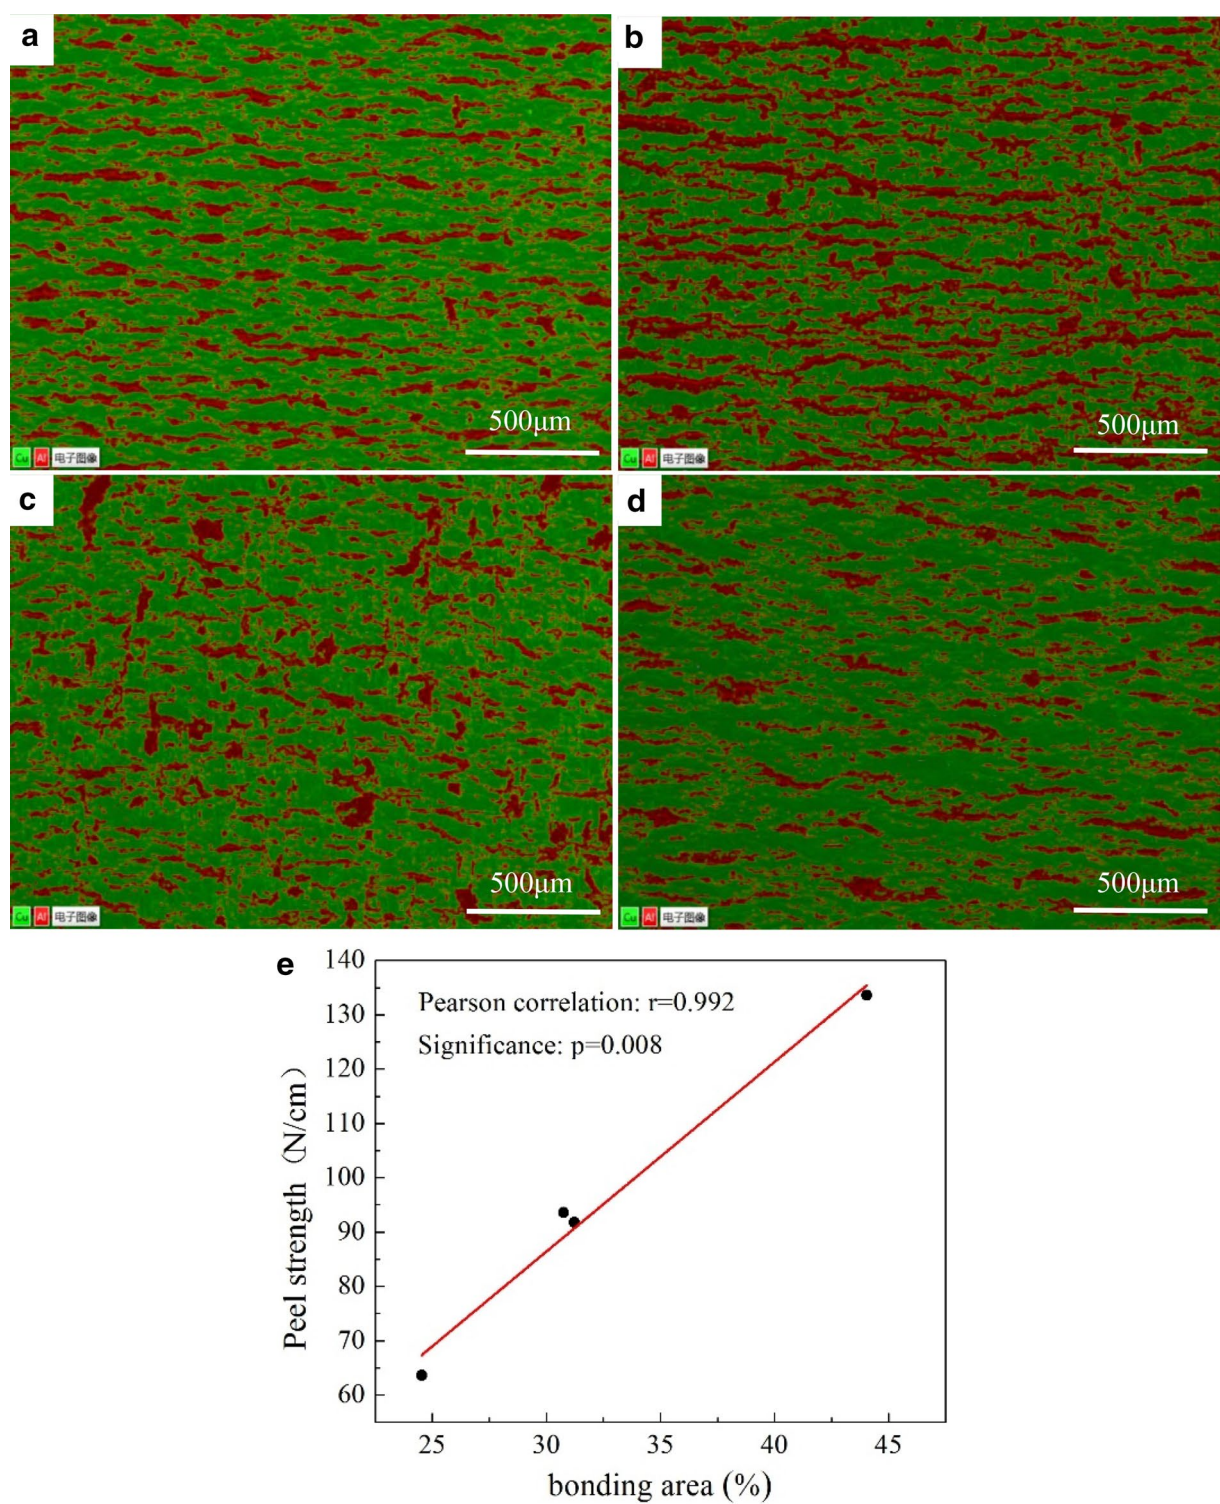 a
b
500μm
500μm
Cu Al 电子图像
Cu Al 电子图像
c
d
500μm
500μm
Cu Al 电子图像
Cu Al 电子图像
e
Pearson correlation: r=0.992
Significance: p=0.008
Peel strength（N/cm）
140
130
120
110
100
90
80
70
60
25 30 35 40 45
bonding area (%)